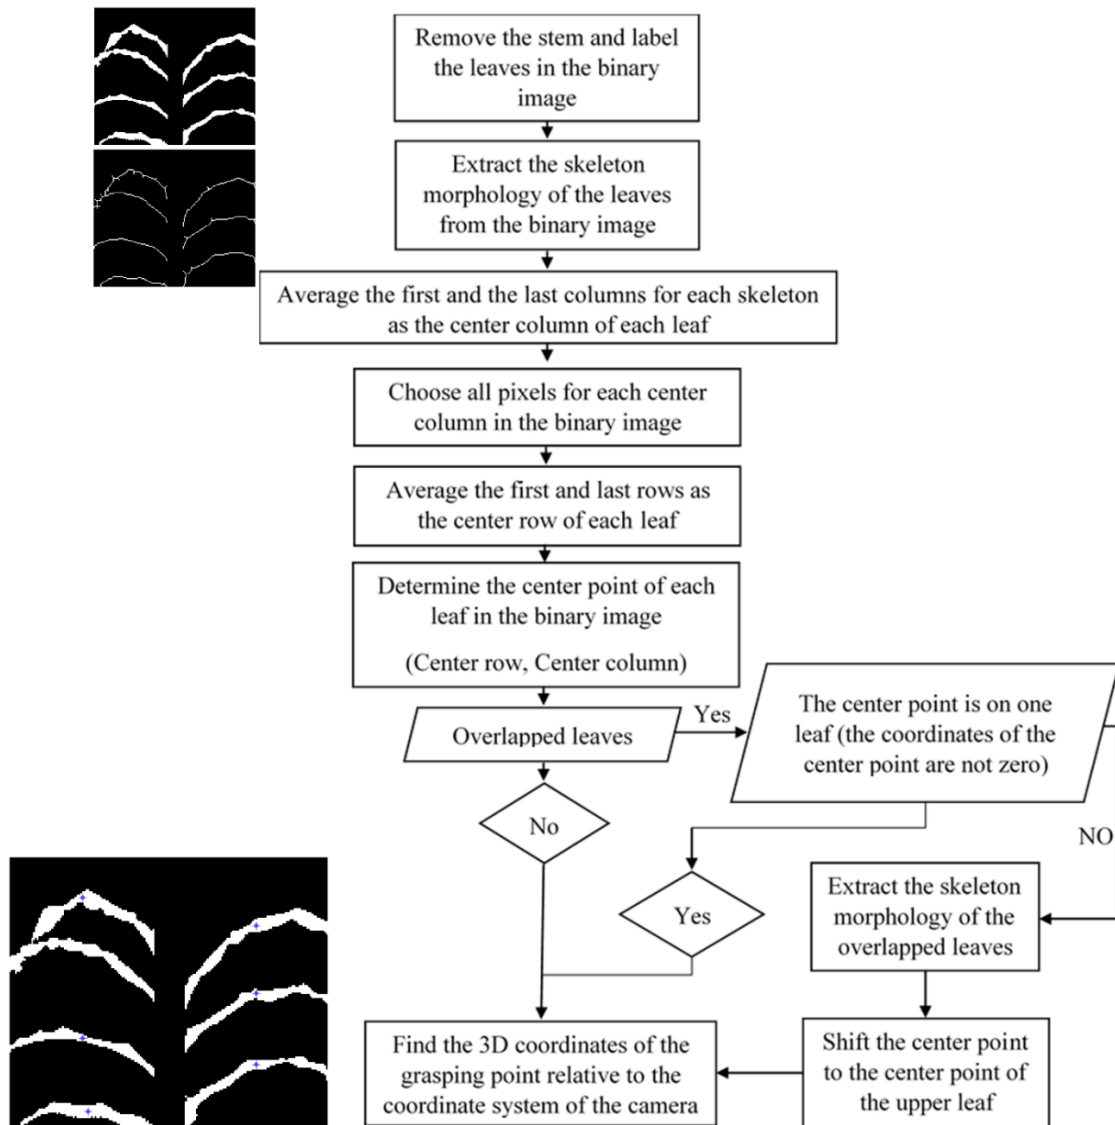 Remove the stem and label
the leaves in the binary
image
Extract the skeleton
morphology of the leaves
from the binary image
Average the first and the last columns for each skeleton
as the center column of each leaf
Choose all pixels for each center
column in the binary image
Average the first and last rows as
the center row of each leaf
Determine the center point of each
leaf in the binary image
(Center row, Center column)
Overlapped leaves
Yes
The center point is on one
leaf (the coordinates of the
center point are not zero)
No
Yes
NO
Extract the skeleton
morphology of the
overlapped leaves
Find the 3D coordinates of the
grasping point relative to the
coordinate system of the camera
Shift the center point
to the center point of
the upper leaf